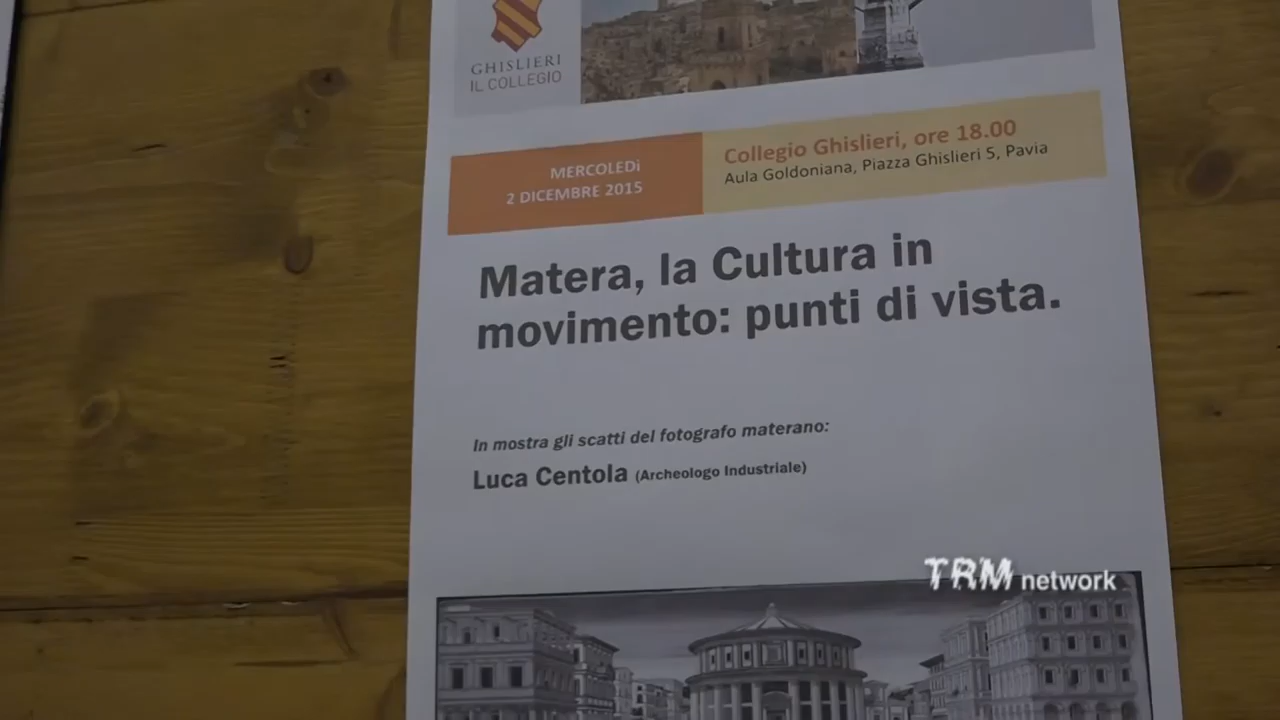 GHISLIERI
IL COLLEGIO
MERCOLEDì
2 DICEMBRE 2015
Collegio Ghislieri, ore 18.00
Aula Goldoniana, Piazza Ghislieri 5, Pavia
Matera, la Cultura in
movimento: punti di vista.
In mostra gli scatti del fotografo materano:
Luca Centola (Archeologo Industriale)
TRM network